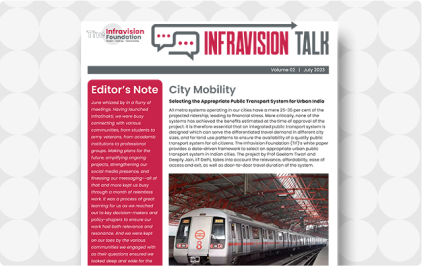 The Infravision
Foundation
INFRAVISION TALK
Volume 02 | July 2023
Editor's Note
June whizzed by in a flurry of
meetings. Having launched
InfraShakti, we were busy
connecting with various
communities, from students to
army veterans, from academic
institutions to professional
groups. Making plans for the
future, simplifying ongoing
projects, strengthening our
social media presence, and
finessing our messaging—all of
that and more kept us busy
through a month of relentless
work. It was a process of great
learning for us as we reached
out to key decision-makers and
policy-shapers to ensure our
work had both relevance and
resonance. And we were kept
on our toes by the various
communities we engaged with
as their questions ensured we
looked deep and wide for the
City Mobility
Selecting the Appropriate Public Transport System for Urban India
All metro systems operating in our cities have a mere 25-35 per cent of the
projected ridership, leading to financial stress. More critically, none of the
systems has achieved the benefits estimated at the time of approval of the
project. It is therefore essential that an integrated public transport system is
designed which can serve the differentiated travel demand in different city
sizes, and for land use patterns to ensure the availability of a quality public
transport system for all citizens. The Infravision Foundation (TIF)'s white paper
provides a data-driven framework to select an appropriate urban public
transport system in Indian cities. The project by Prof Geetam Tiwari and
Deepty Jain, IIT Delhi, takes into account the relevance, affordability, ease of
access and exit, as well as door-to-door travel duration of the system.